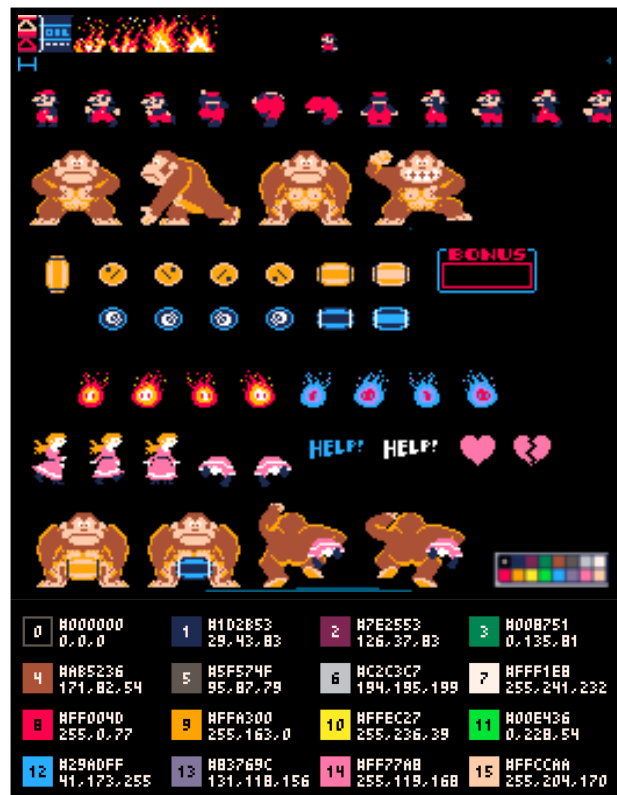 OIL
BONUS
HELP! HELP!
0 #000000 1 #1D2B53 2 #7E2553 3 #008751
0,0,0 29,43,83 126,37,83 0,135,81
4 #AB5236 5 #5F574F 6 #C2C3C7 7 #FFF1E8
171,82,54 95,87,79 194,195,199 255,241,232
8 #FF004D 9 #FFA300 10 #FFEC27 11 #00E436
255,0,77 255,163,0 255,236,39 0,228,54
12 #29ADFF 13 #83769C 14 #FF77A8 15 #FFCCAA
41,173,255 131,118,156 255,119,168 255,204,170